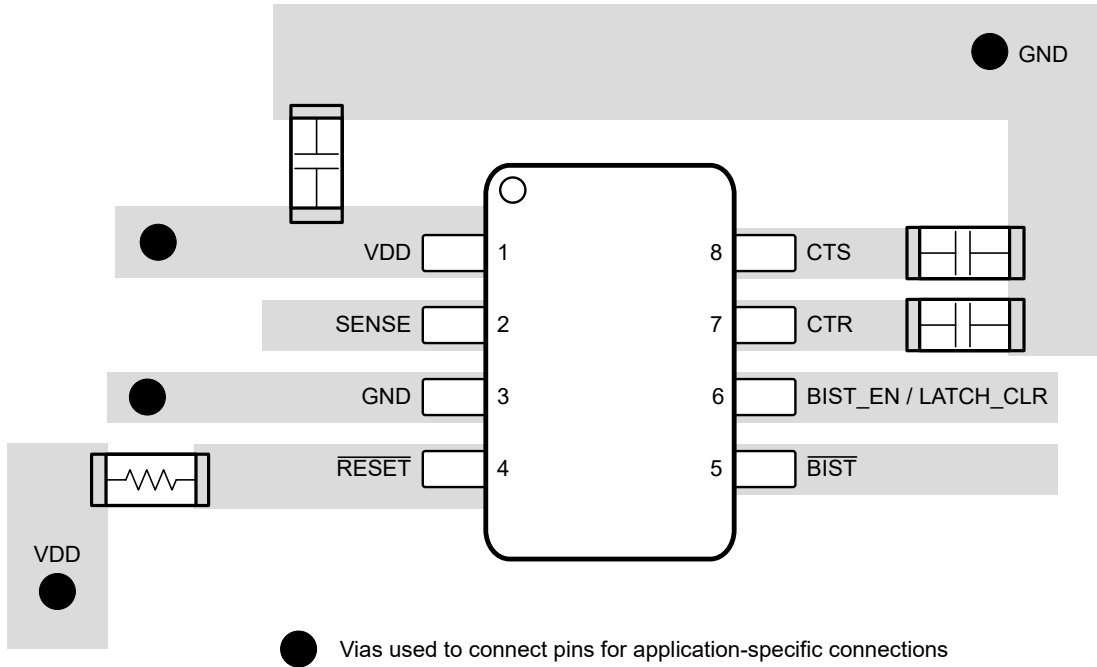 GND
VDD 1 8 CTS
SENSE 2 7 CTR
GND 3 6 BIST_EN / LATCH_CLR
RESET 4 5 BIST
VDD
Vias used to connect pins for application-specific connections